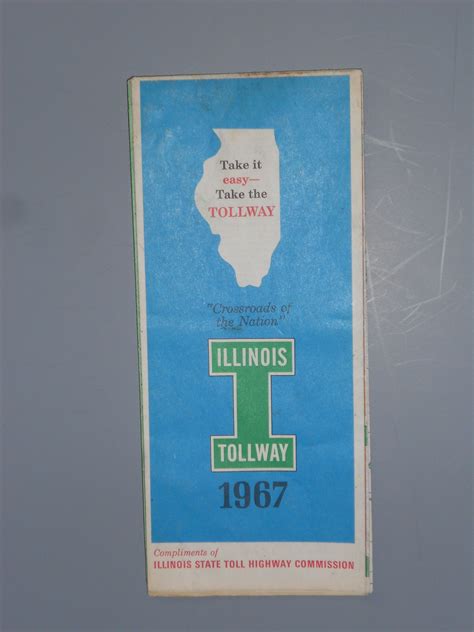 Take it
easy—
Take the
TOLLWAY
"Crossroads of
the Nation"
ILLINOIS
TOLLWAY
1967
Compliments of
ILLINOIS STATE TOLL HIGHWAY COMMISSION